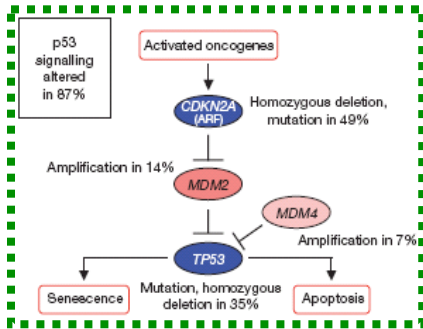 p53
signalling
altered
in 87%
Activated oncogenes
CDKN2A
(ARF)
Homozygous deletion,
mutation in 49%
Amplification in 14%
MDM2
MDM4
Amplification in 7%
TP53
Senescence
Mutation, homozygous
deletion in 35%
Apoptosis